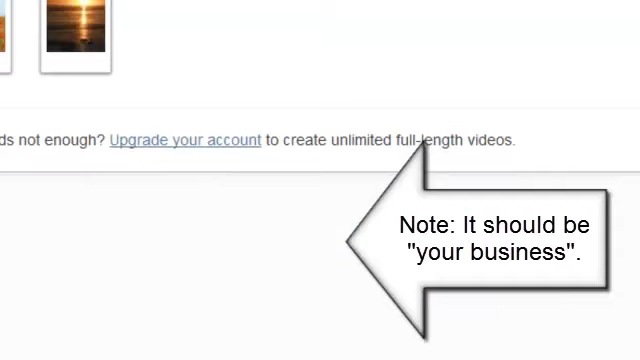 ds not enough? Upgrade your account to create unlimited full-length videos.
Note: It should be
"your business".